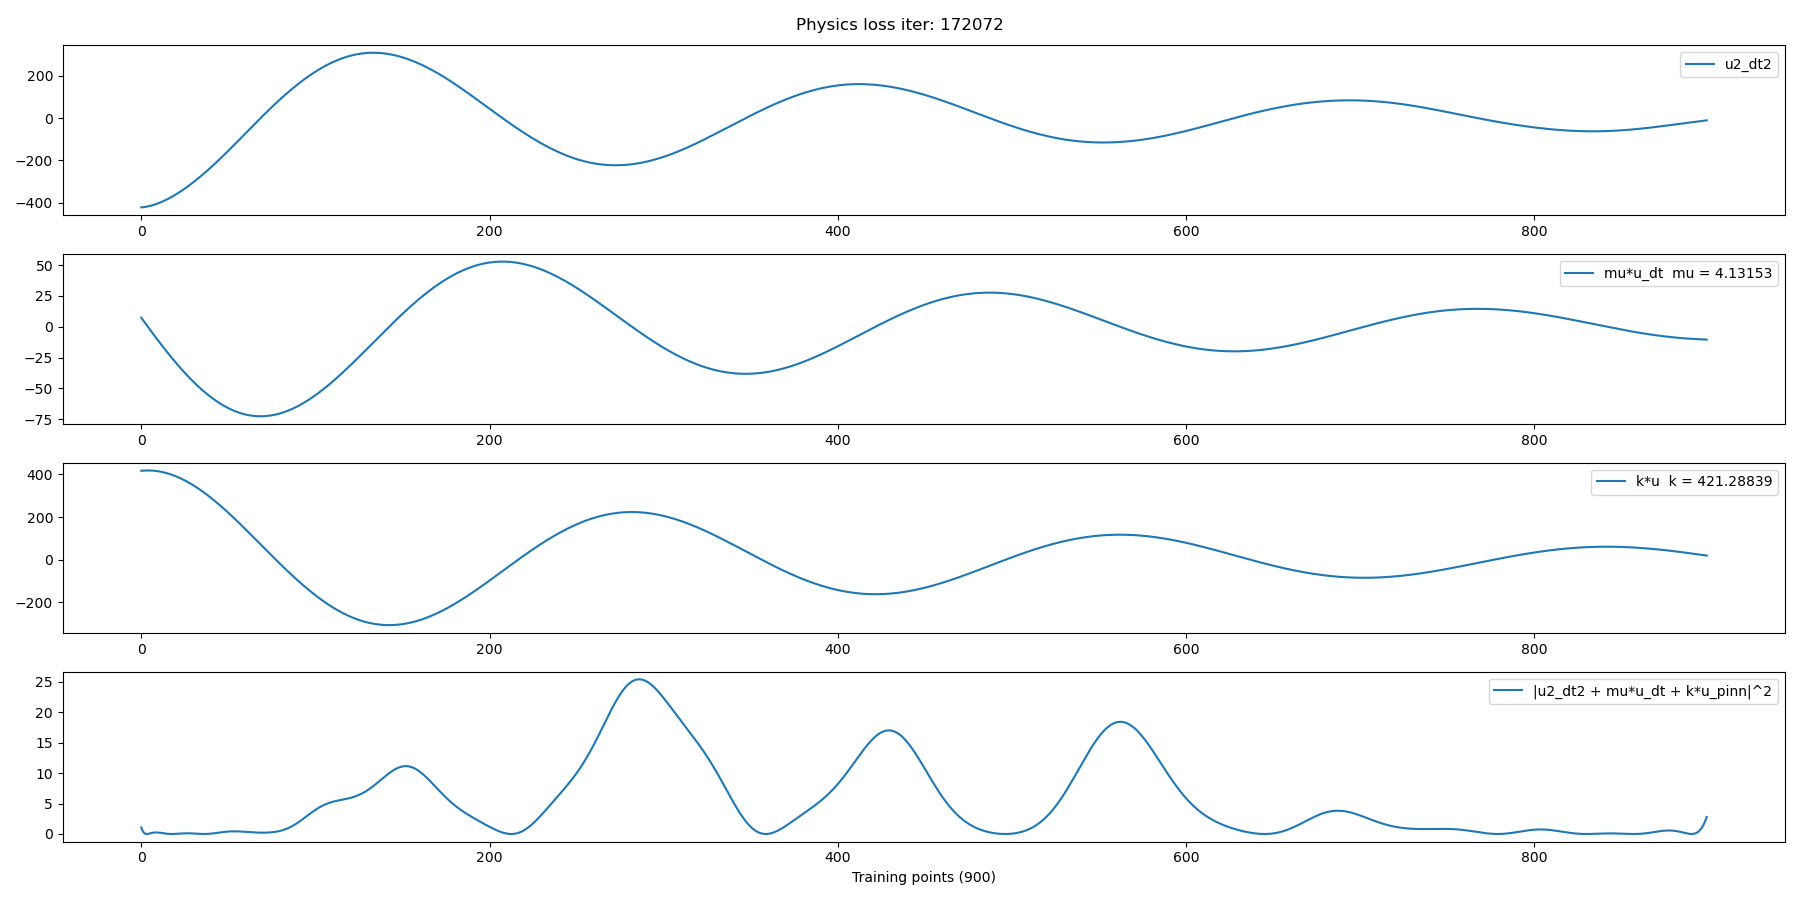 Physics loss iter: 172072
u2_dt2
200
0
−200
−400
0 200 400 600 800
mu*u_dt  mu = 4.13153
50
25
0
−25
−50
−75
0 200 400 600 800
k*u  k = 421.28839
400
200
0
−200
0 200 400 600 800
|u2_dt2 + mu*u_dt + k*u_pinn|^2
25
20
15
10
5
0
0 200 400 600 800
Training points (900)